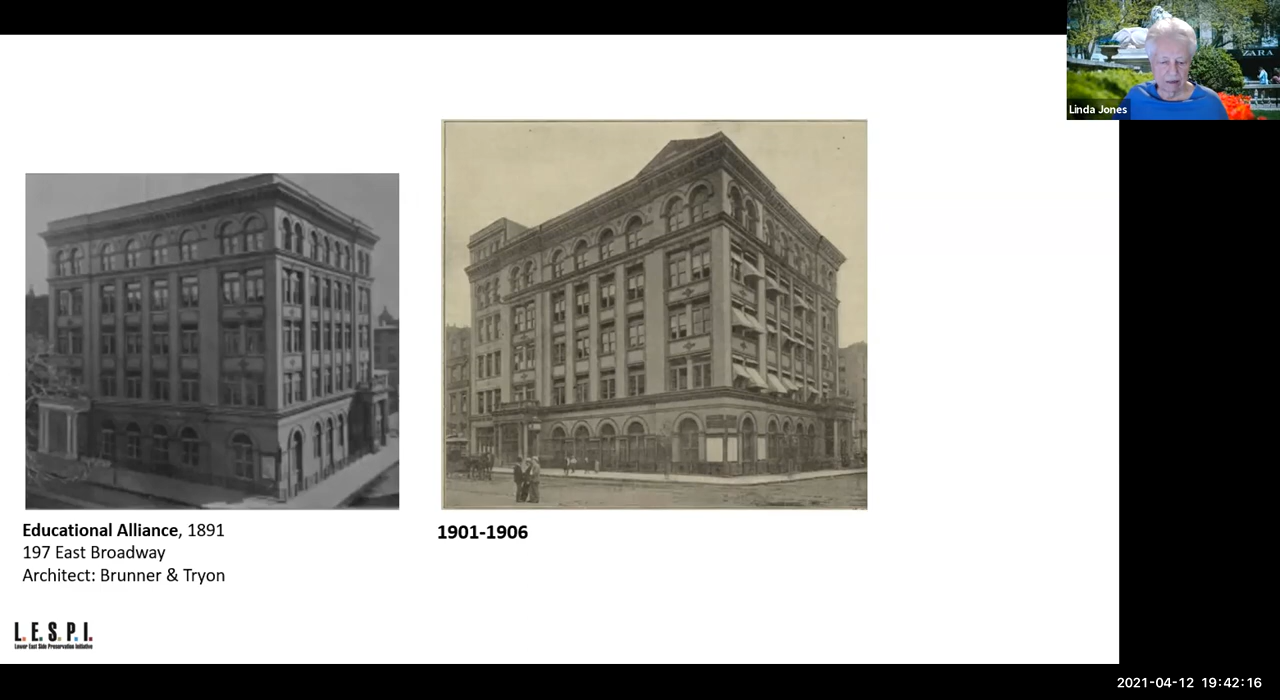 ZARA
Linda Jones
Educational Alliance, 1891
197 East Broadway
Architect: Brunner & Tryon
1901-1906
L.E.S.P.I.
Lower East Side Preservation Initiative
2021-04-12 19:42:16